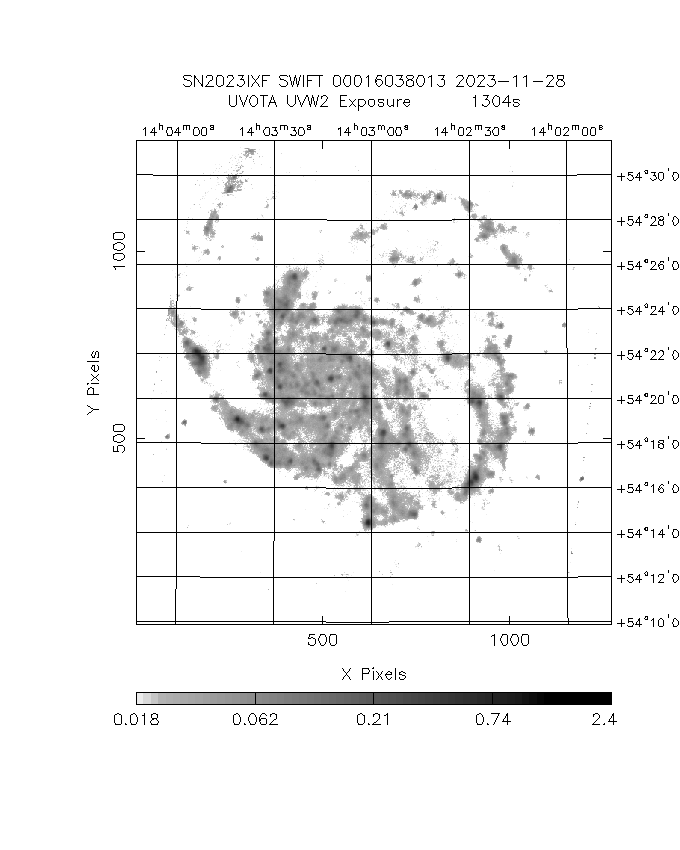 SN2023IXF SWIFT 00016038013 2023-11-28
UVOTA UVW2 Exposure 1304s
14h04m00s 14h03m30s 14h03m00s 14h02m30s 14h02m00s
+54°30'0
+54°28'0
1000
+54°26'0
+54°24'0
+54°22'0
Y Pixels
+54°20'0
500
+54°18'0
+54°16'0
+54°14'0
+54°12'0
+54°10'0
500 1000
X Pixels
0.018 0.062 0.21 0.74 2.4